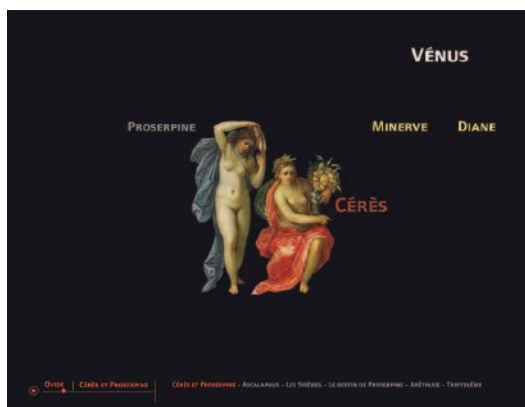 VÉNUS
PROSERPINE MINERVE DIANE
CÉRÈS
OVIDE | CÉRÈS ET PROSERPINE CÉRÈS ET PROSERPINE - ASCALAPHUS - LES SIRÈNES - LE DESTIN DE PROSERPINE - ARÉTHUSE - TRIPTOLÈME